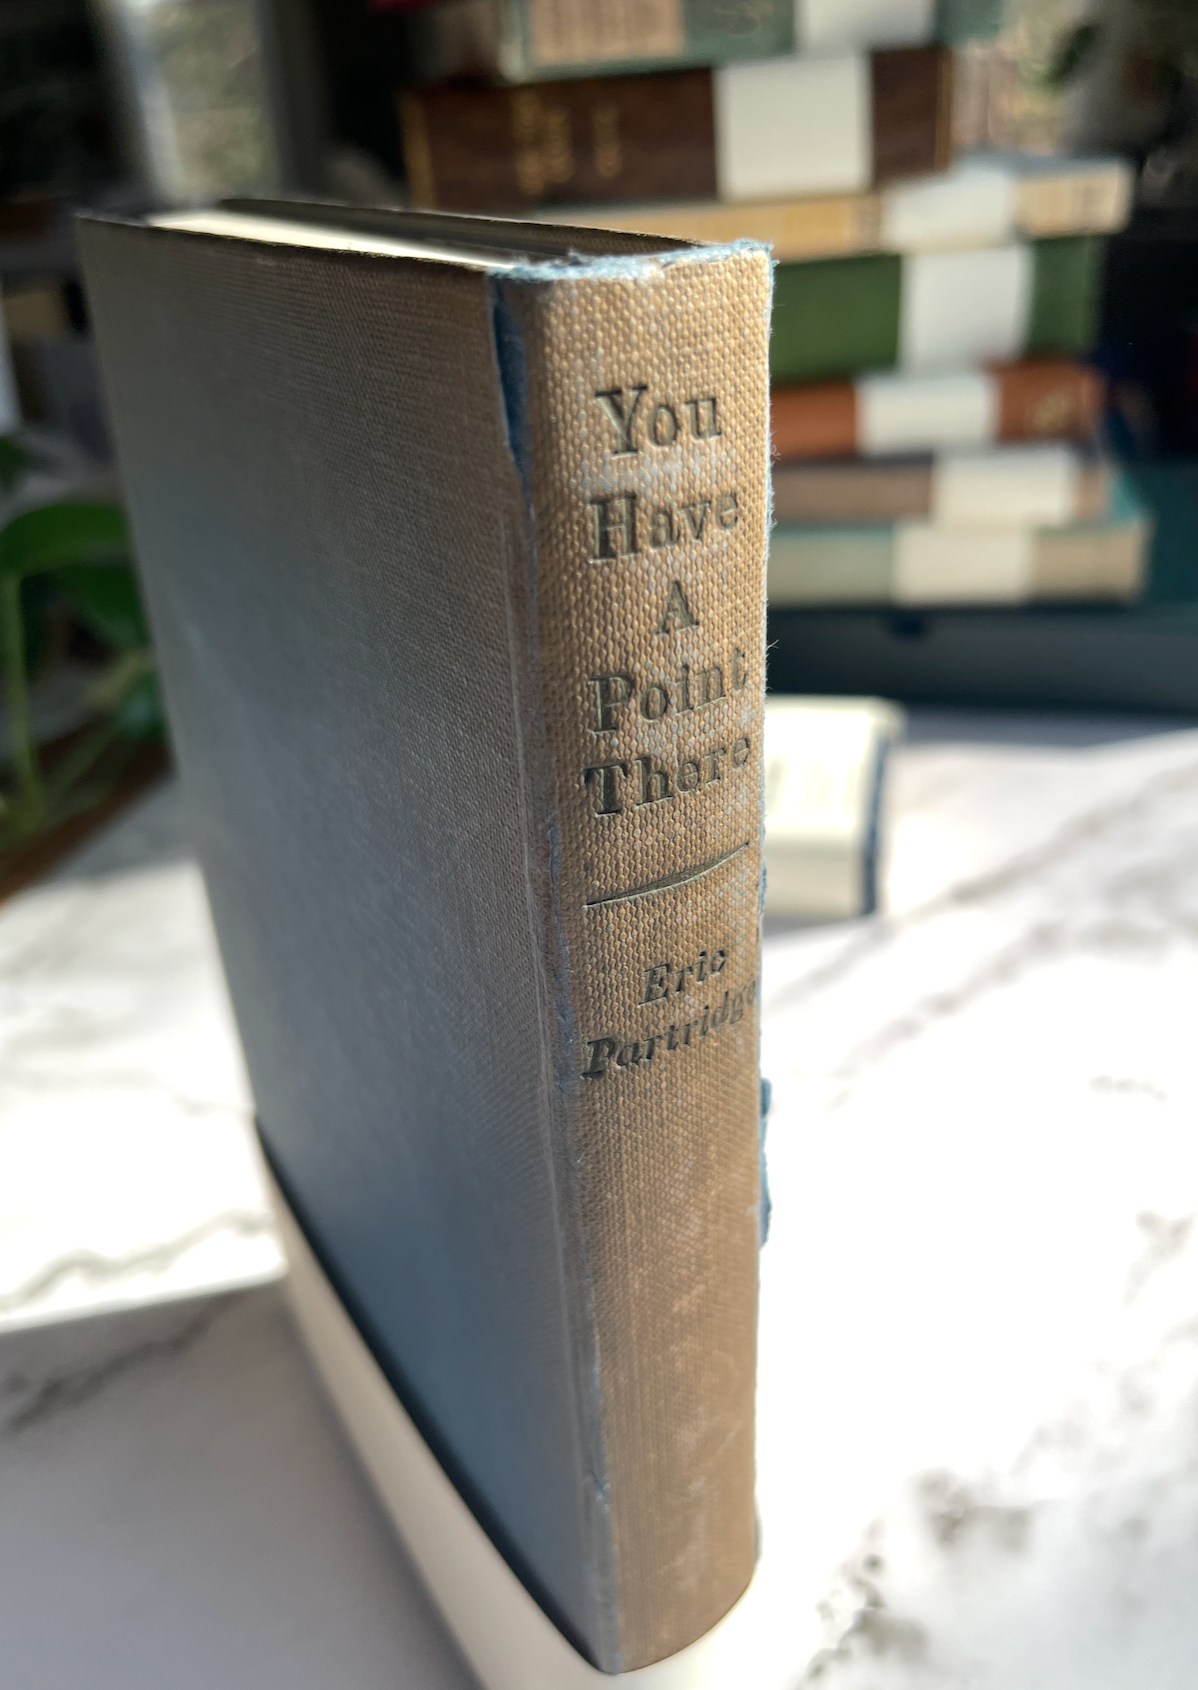 You
Have
A
Point
There
Eric
Partridge